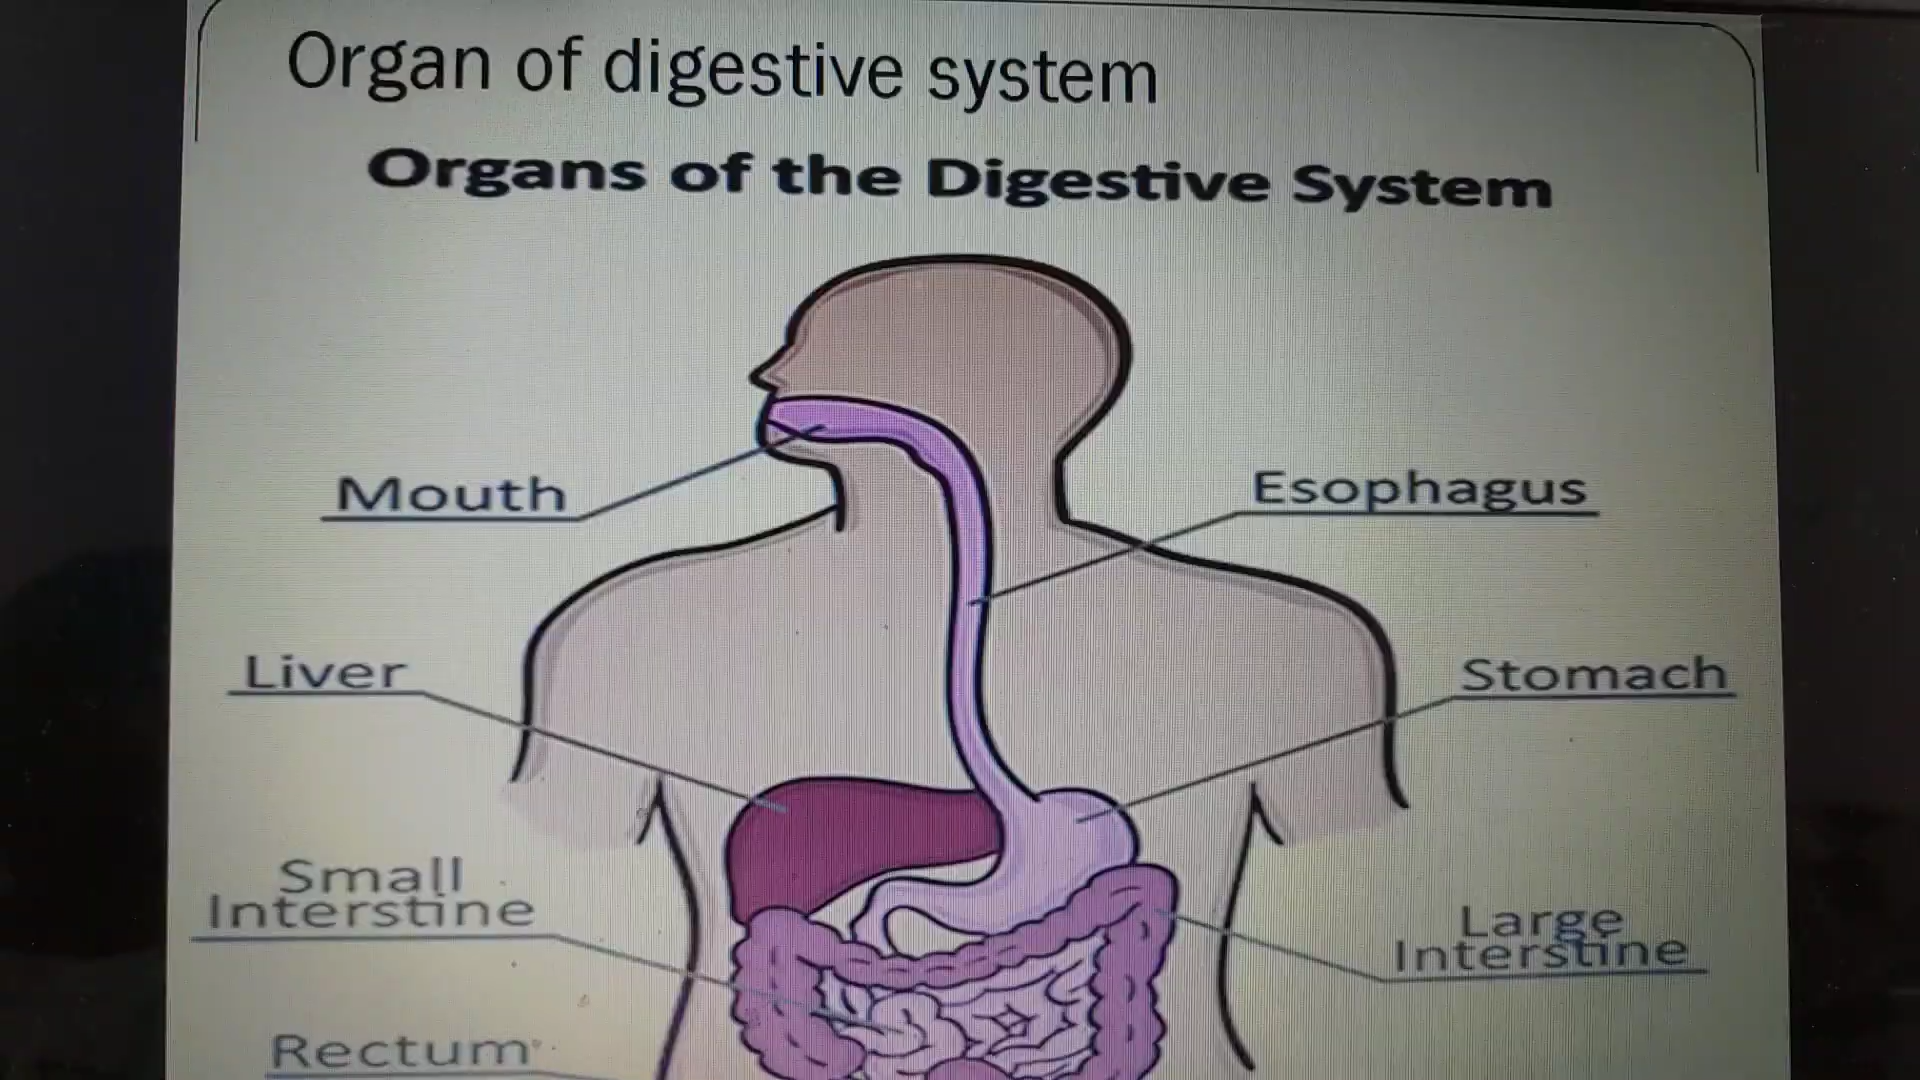 Organ of digestive system
Organs of the Digestive System
Mouth
Esophagus
Liver
Stomach
Small
Interstine
Large
Interstine
Rectum